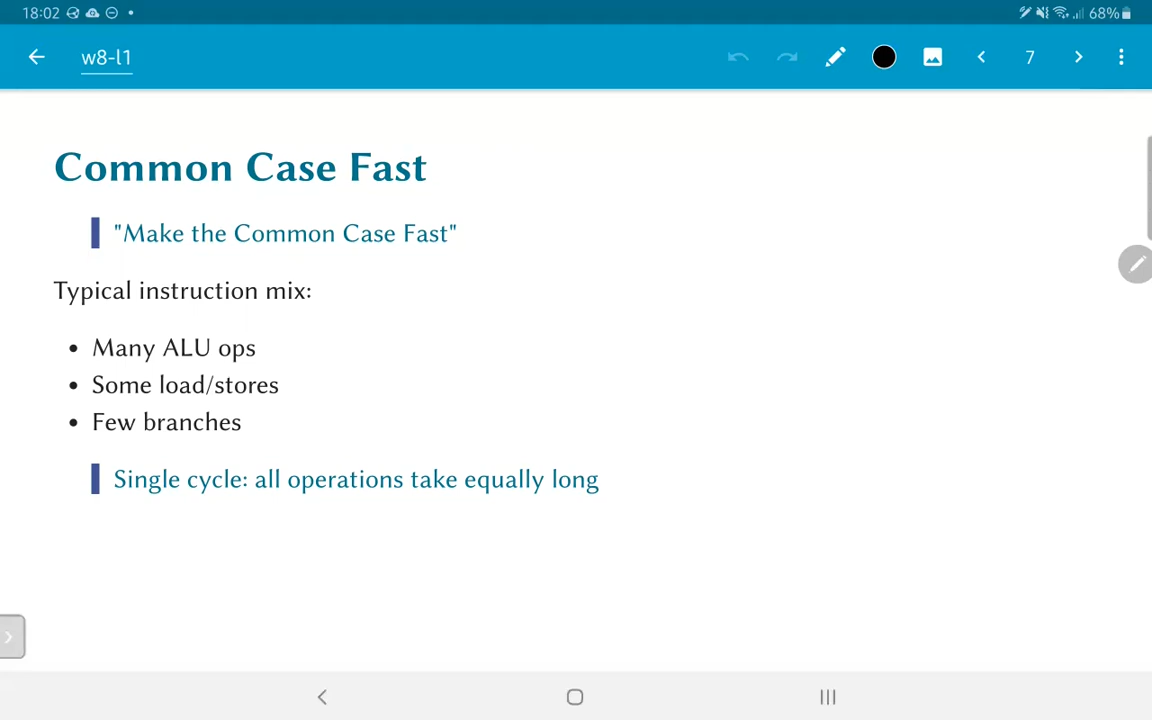 18:02 68%
w8-l1 7
Common Case Fast
"Make the Common Case Fast"
Typical instruction mix:
• Many ALU ops
• Some load/stores
• Few branches
Single cycle: all operations take equally long